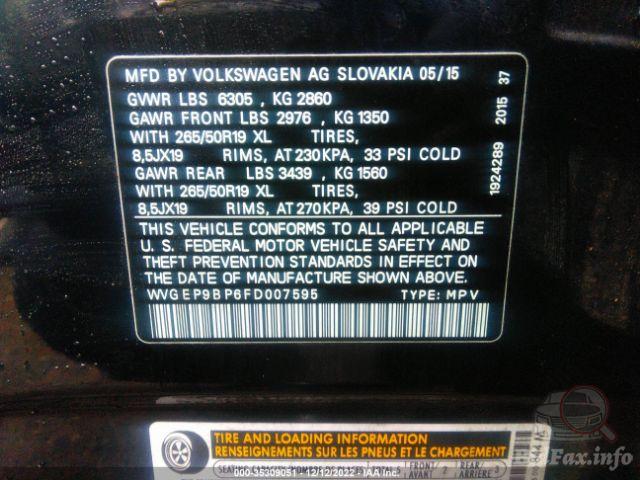 MFD BY VOLKSWAGEN AG SLOVAKIA 05/15
GVWR LBS 6305 , KG 2860
GAWR FRONT LBS 2976 , KG 1350
WITH 265/50R19 XL TIRES,
8,5JX19 RIMS, AT 230KPA, 33 PSI COLD
GAWR REAR LBS 3439 , KG 1560
WITH 265/50R19 XL TIRES,
8,5JX19 RIMS, AT 270KPA, 39 PSI COLD
1924289 2015 37
THIS VEHICLE CONFORMS TO ALL APPLICABLE
U. S. FEDERAL MOTOR VEHICLE SAFETY AND
THEFT PREVENTION STANDARDS IN EFFECT ON
THE DATE OF MANUFACTURE SHOWN ABOVE.
WVGEP9BP6FD007595 TYPE: MPV
TIRE AND LOADING INFORMATION
RENSEIGNEMENTS SUR LES PNEUS ET LE CHARGEMENT
000-35309051 - 12/12/2022 - IAA Inc.
Fax.info